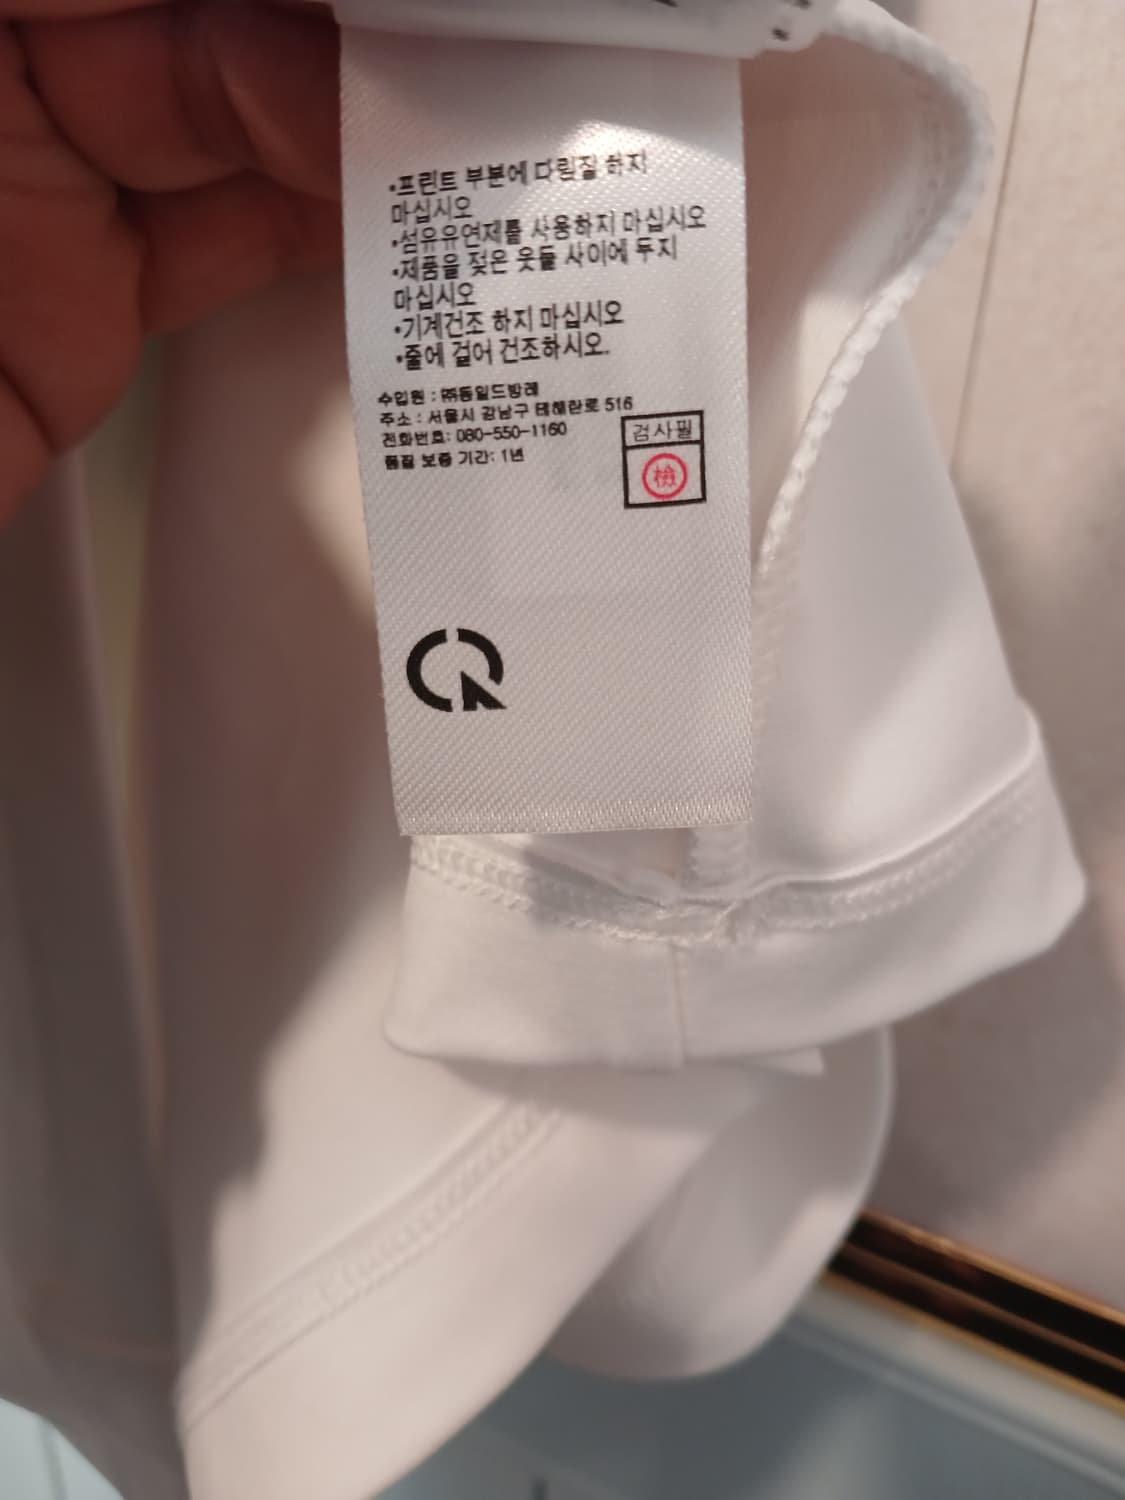 •프린트 부분에 다림질 하지
마십시오
•섬유유연제를 사용하지 마십시오
•제품을 젖은 옷들 사이에 두지
마십시오
•기계건조 하지 마십시오
•줄에 걸어 건조하시오.
수입원 : ㈜동일드방레
주소 : 서울시 강남구 테헤란로 516
전화번호: 080-550-1160
품질 보증 기간: 1년
검사필
檢